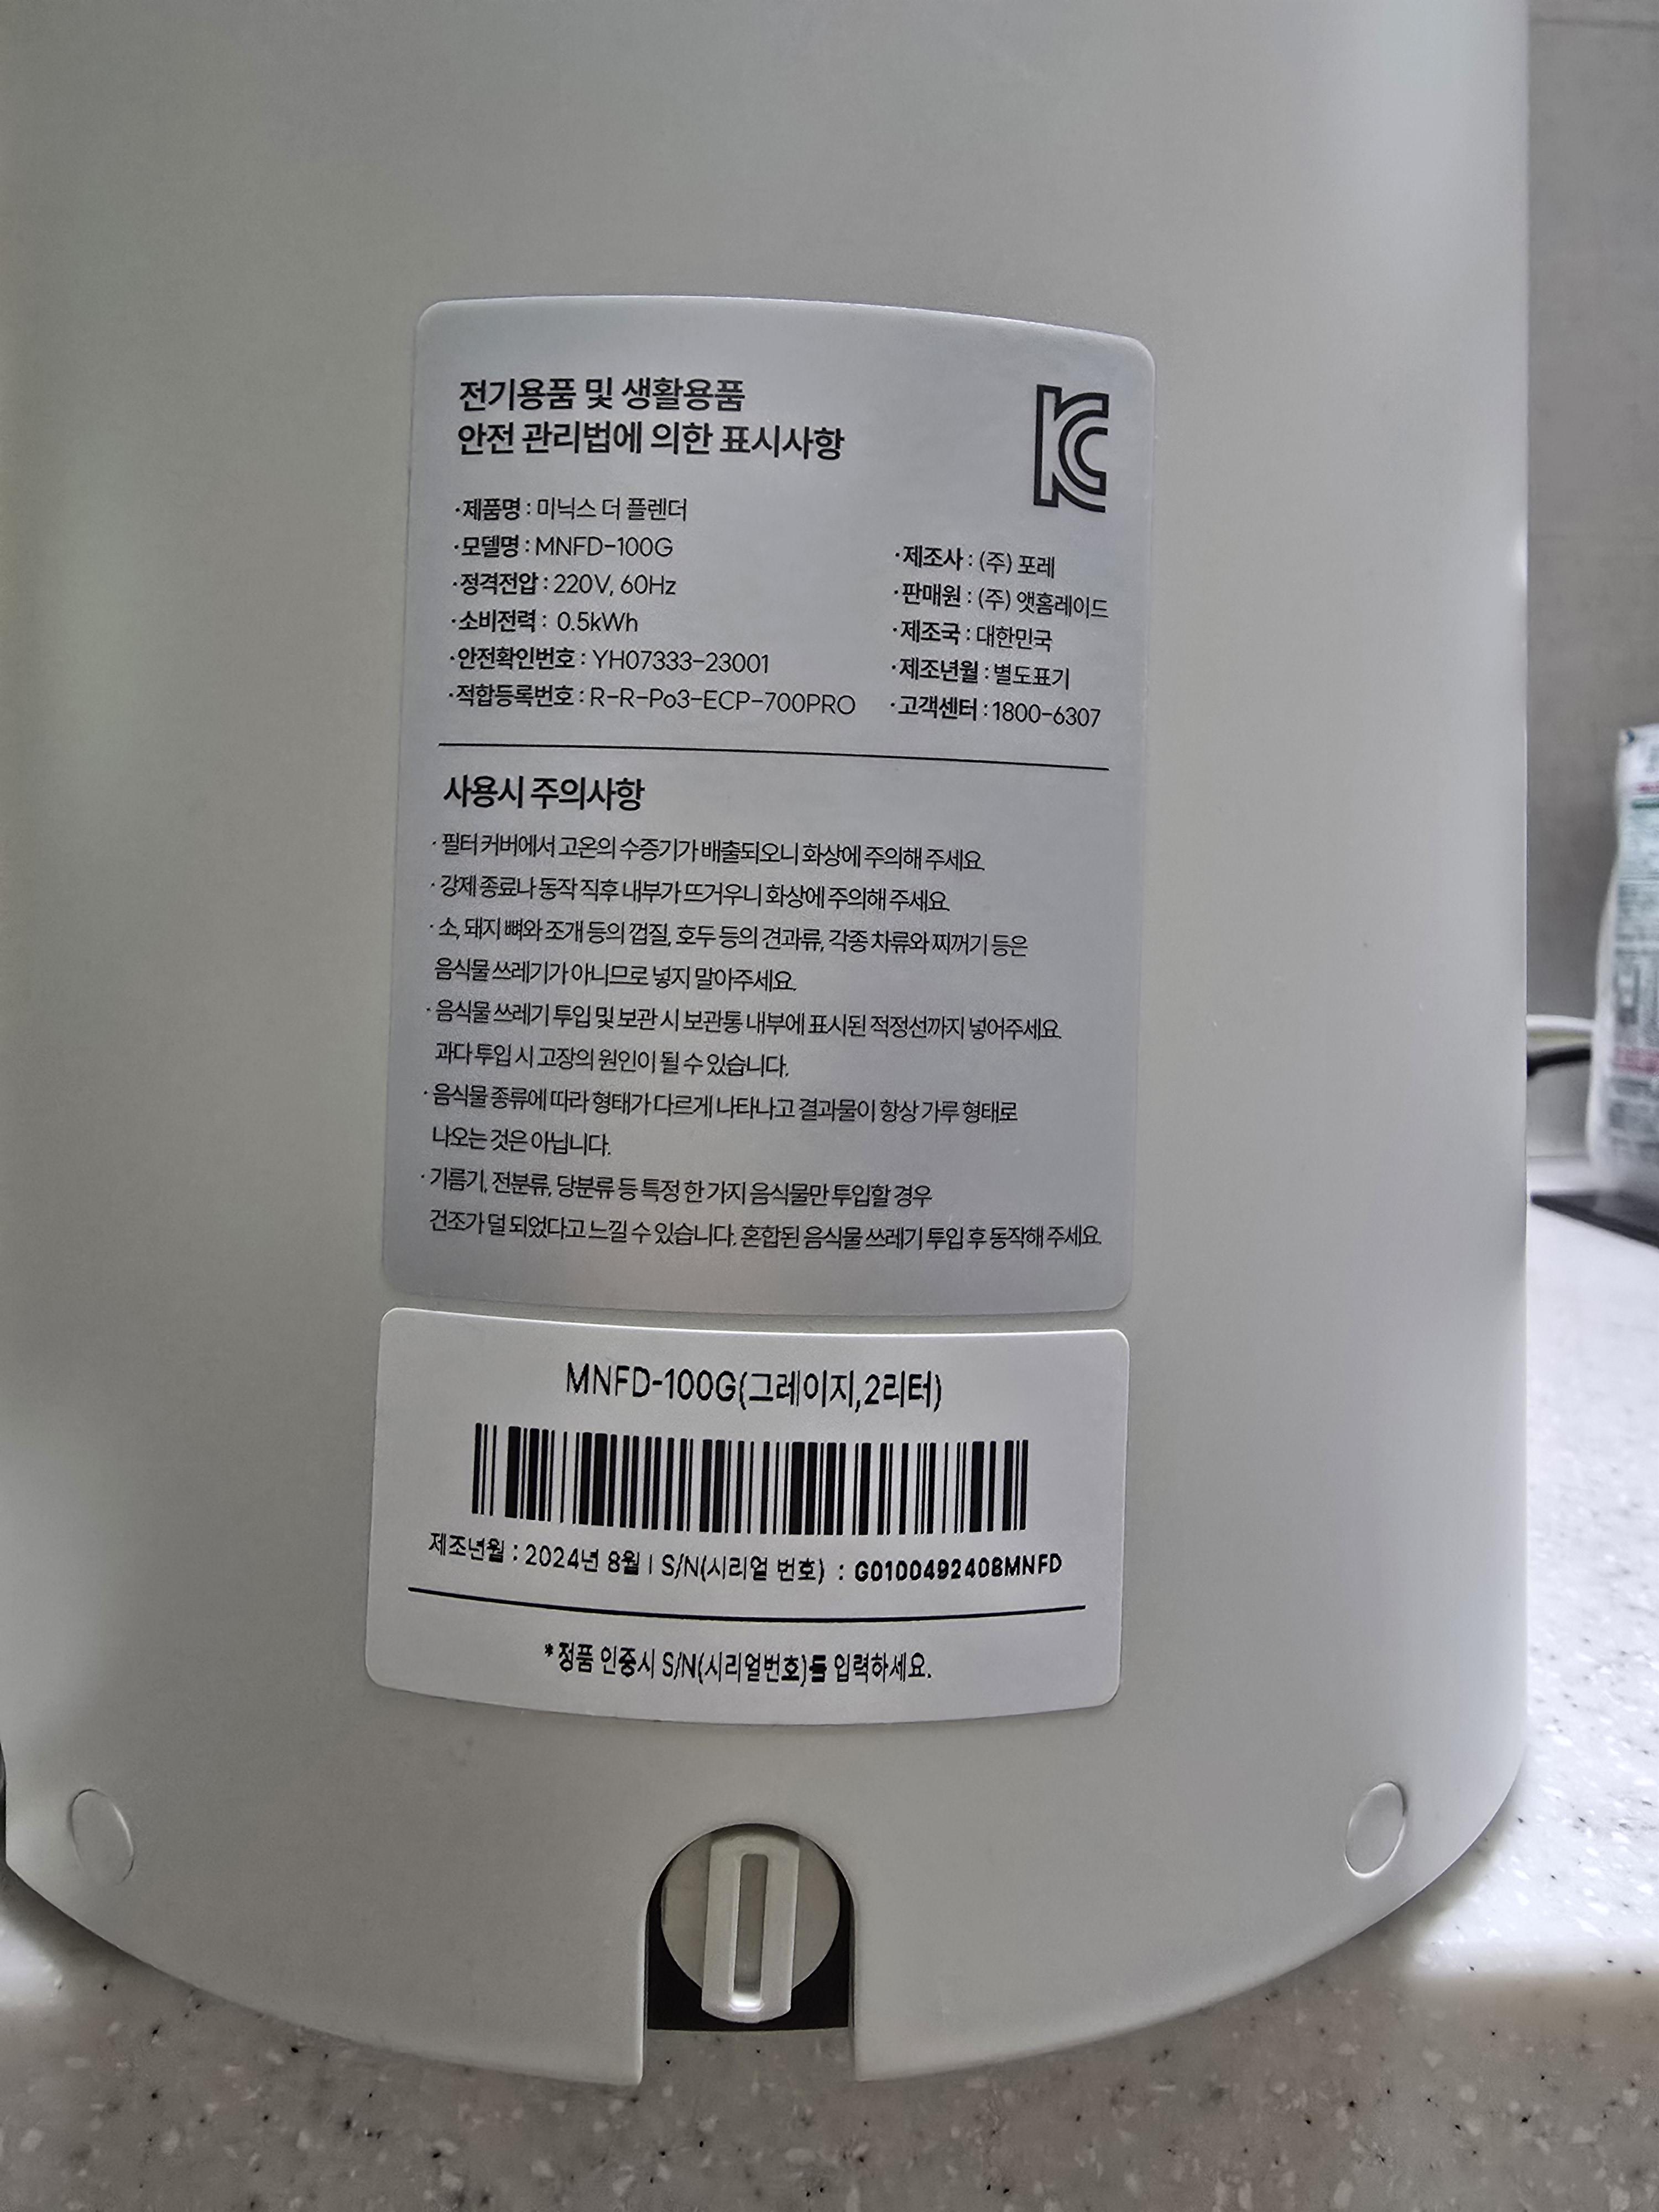 전기용품 및 생활용품
안전 관리법에 의한 표시사항
·제품명 : 미닉스 더 플렌더
·모델명 : MNFD-100G
·정격전압 : 220V, 60Hz
·소비전력 : 0.5kWh
·안전확인번호 : YH07333-23001
·적합등록번호 : R-R-Po3-ECP-700PRO
·제조사 : (주) 포레
·판매원 : (주) 앳홈레이드
·제조국 : 대한민국
·제조년월 : 별도표기
·고객센터 : 1800-6307
사용시 주의사항
· 필터 커버에서 고온의 수증기가 배출되오니 화상에 주의해 주세요.
· 강제 종료나 동작 직후 내부가 뜨거우니 화상에 주의해 주세요.
· 소, 돼지 뼈와 조개 등의 껍질, 호두 등의 견과류, 각종 차류와 찌꺼기 등은
음식물 쓰레기가 아니므로 넣지 말아주세요.
· 음식물 쓰레기 투입 및 보관 시 보관통 내부에 표시된 적정선까지 넣어주세요.
과다 투입 시 고장의 원인이 될 수 있습니다.
· 음식물 종류에 따라 형태가 다르게 나타나고 결과물이 항상 가루 형태로
나오는 것은 아닙니다.
· 기름기, 전분류, 당분류 등 특정 한 가지 음식물만 투입할 경우
건조가 덜 되었다고 느낄 수 있습니다. 혼합된 음식물 쓰레기 투입 후 동작해 주세요.
MNFD-100G(그레이지,2리터)
제조년월 : 2024년 8월 I S/N(시리얼 번호) : G0100492408MNFD
*정품 인증시 S/N(시리얼번호)를 입력하세요.